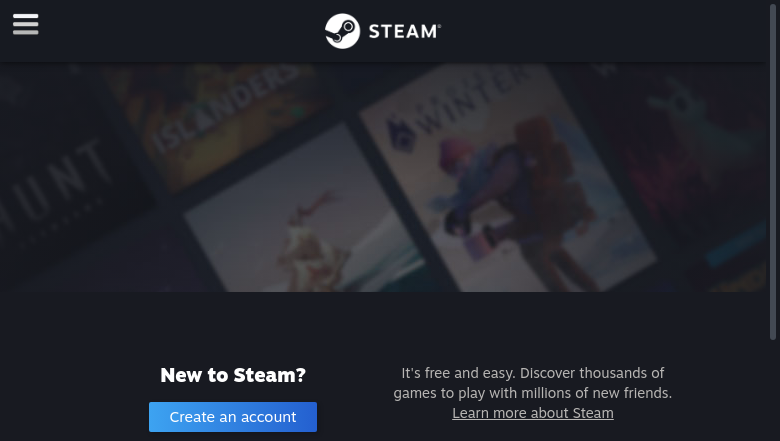 STEAM®
ISLANDERS
WINTER
HUNT
New to Steam?
Create an account
It's free and easy. Discover thousands of
games to play with millions of new friends.
Learn more about Steam